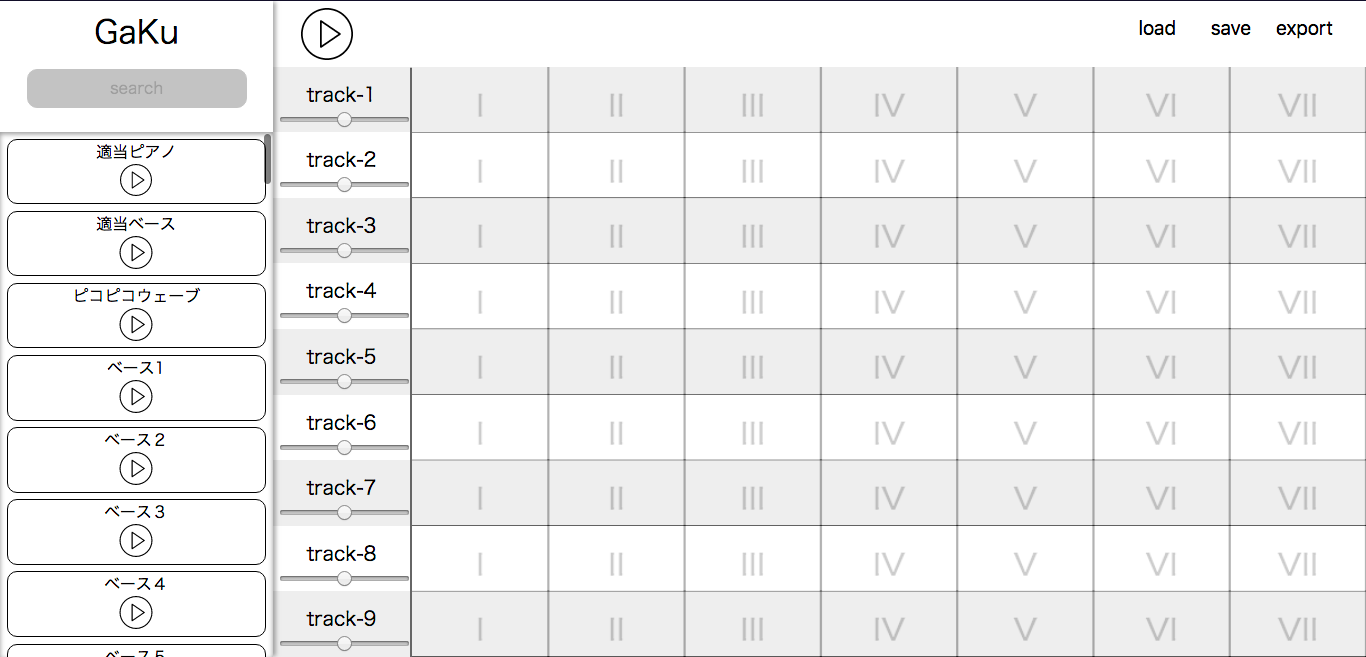 GaKu
search
適当ピアノ
適当ベース
ピコピコウェーブ
ベース1
ベース2
ベース3
ベース4
ベース5
load save export
track-1 I II III IV V VI VII
track-2 I II III IV V VI VII
track-3 I II III IV V VI VII
track-4 I II III IV V VI VII
track-5 I II III IV V VI VII
track-6 I II III IV V VI VII
track-7 I II III IV V VI VII
track-8 I II III IV V VI VII
track-9 I II III IV V VI VII